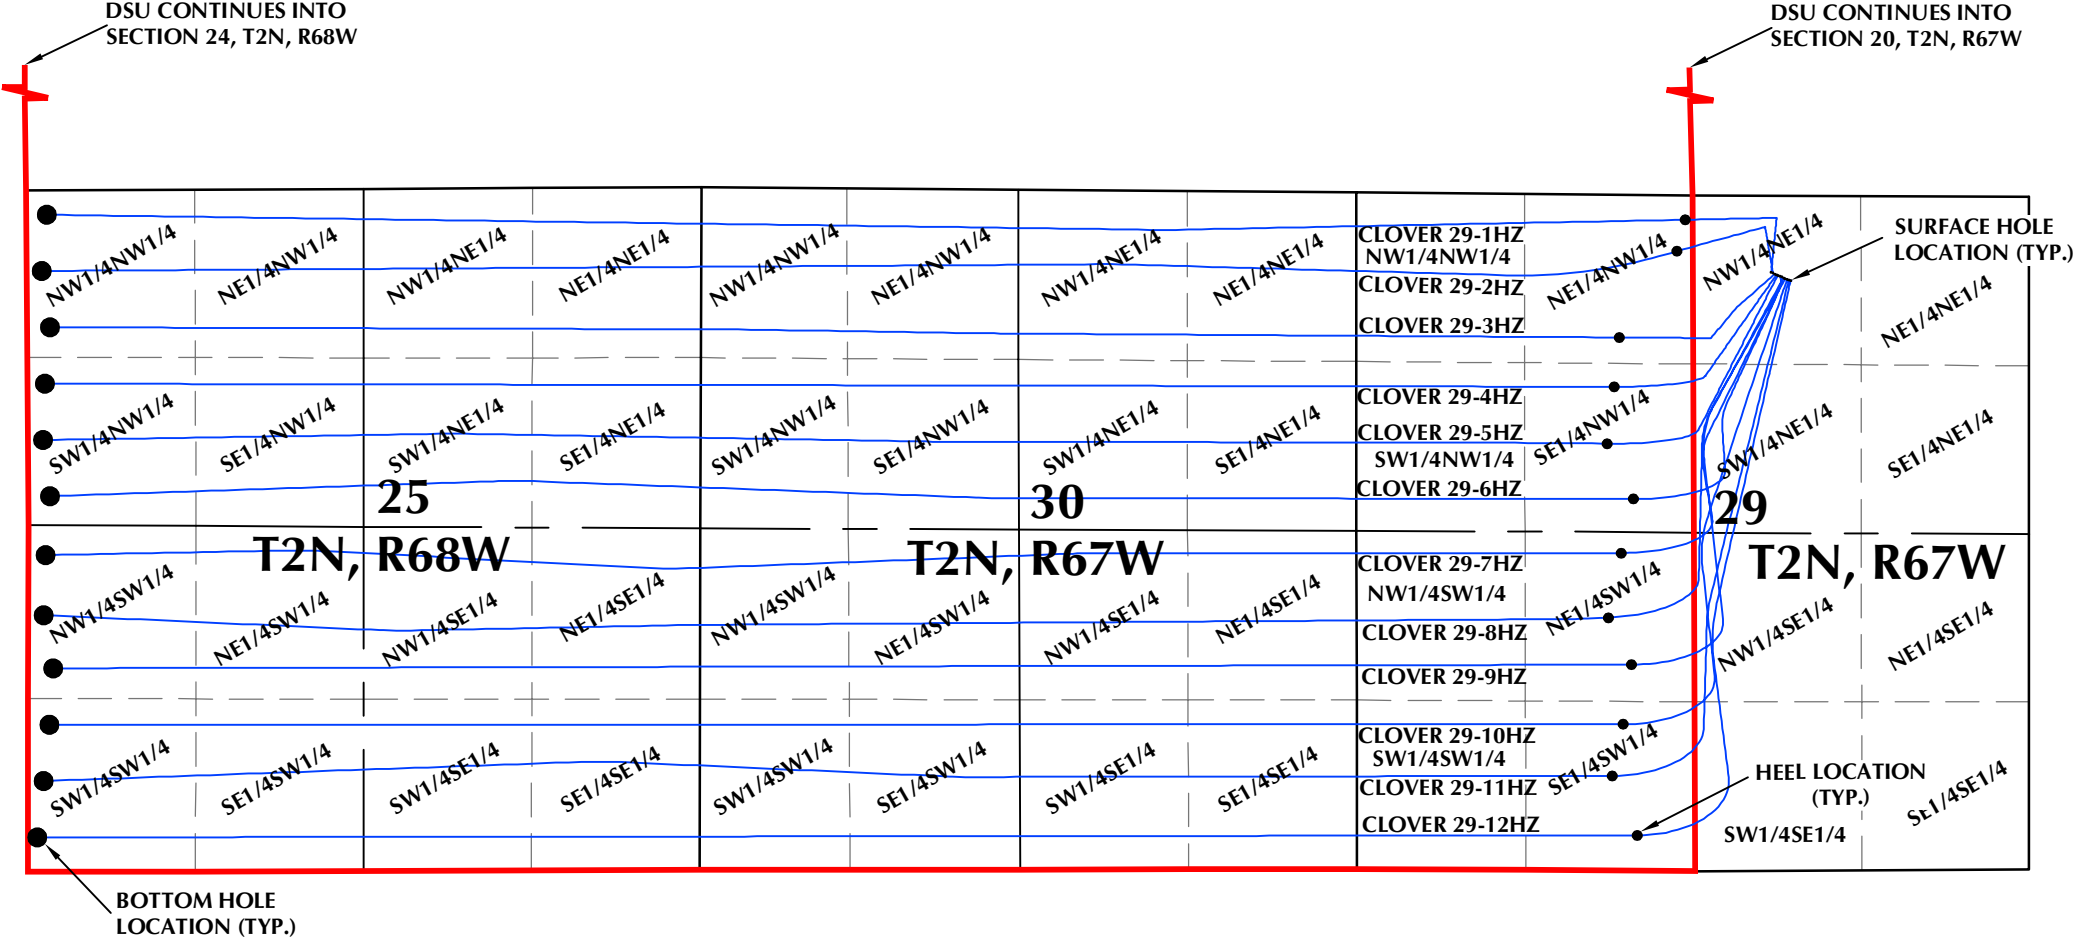 DSU CONTINUES INTO
SECTION 24, T2N, R68W
DSU CONTINUES INTO
SECTION 20, T2N, R67W
SURFACE HOLE
LOCATION (TYP.)
CLOVER 29-1HZ
NW1/4NW1/4
NE1/4NW1/4
NW1/4NE1/4
NE1/4NE1/4
NW1/4NW1/4
NE1/4NW1/4
NW1/4NE1/4
NE1/4NE1/4
NW1/4NW1/4
NE1/4NW1/4
NW1/4NE1/4
NE1/4NE1/4
CLOVER 29-2HZ
CLOVER 29-3HZ
CLOVER 29-4HZ
CLOVER 29-5HZ
SW1/4NW1/4
SE1/4NW1/4
SW1/4NE1/4
SE1/4NE1/4
SW1/4NW1/4
SE1/4NW1/4
SW1/4NE1/4
SE1/4NE1/4
SW1/4NW1/4
SE1/4NW1/4
SW1/4NE1/4
SE1/4NE1/4
CLOVER 29-6HZ
25
30
29
T2N, R68W
T2N, R67W
T2N, R67W
CLOVER 29-7HZ
NW1/4SW1/4
NE1/4SW1/4
NW1/4SE1/4
NE1/4SE1/4
NW1/4SW1/4
NE1/4SW1/4
NW1/4SE1/4
NE1/4SE1/4
NW1/4SW1/4
NE1/4SW1/4
NW1/4SE1/4
NE1/4SE1/4
CLOVER 29-8HZ
CLOVER 29-9HZ
CLOVER 29-10HZ
SW1/4SW1/4
SE1/4SW1/4
SW1/4SE1/4
SE1/4SE1/4
SW1/4SW1/4
SE1/4SW1/4
SW1/4SE1/4
SE1/4SE1/4
SW1/4SW1/4
SE1/4SW1/4
HEEL LOCATION
(TYP.)
SE1/4SE1/4
CLOVER 29-11HZ
CLOVER 29-12HZ
SW1/4SE1/4
BOTTOM HOLE
LOCATION (TYP.)